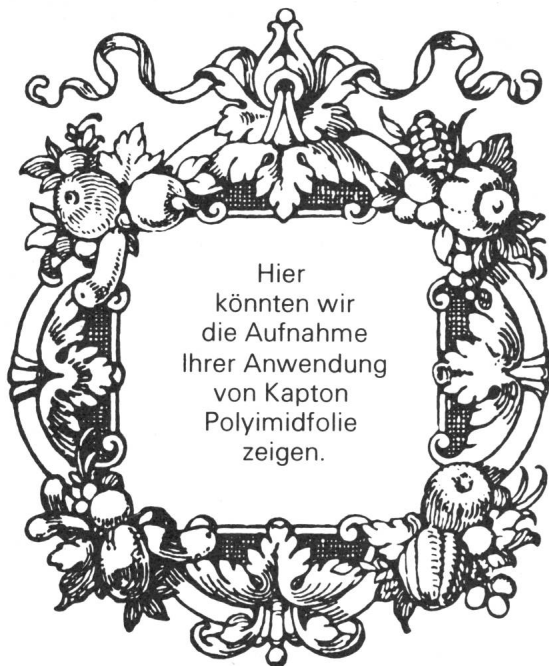 Hier
könnten wir
die Aufnahme
Ihrer Anwendung
von Kapton
Polyimidfolie
zeigen.